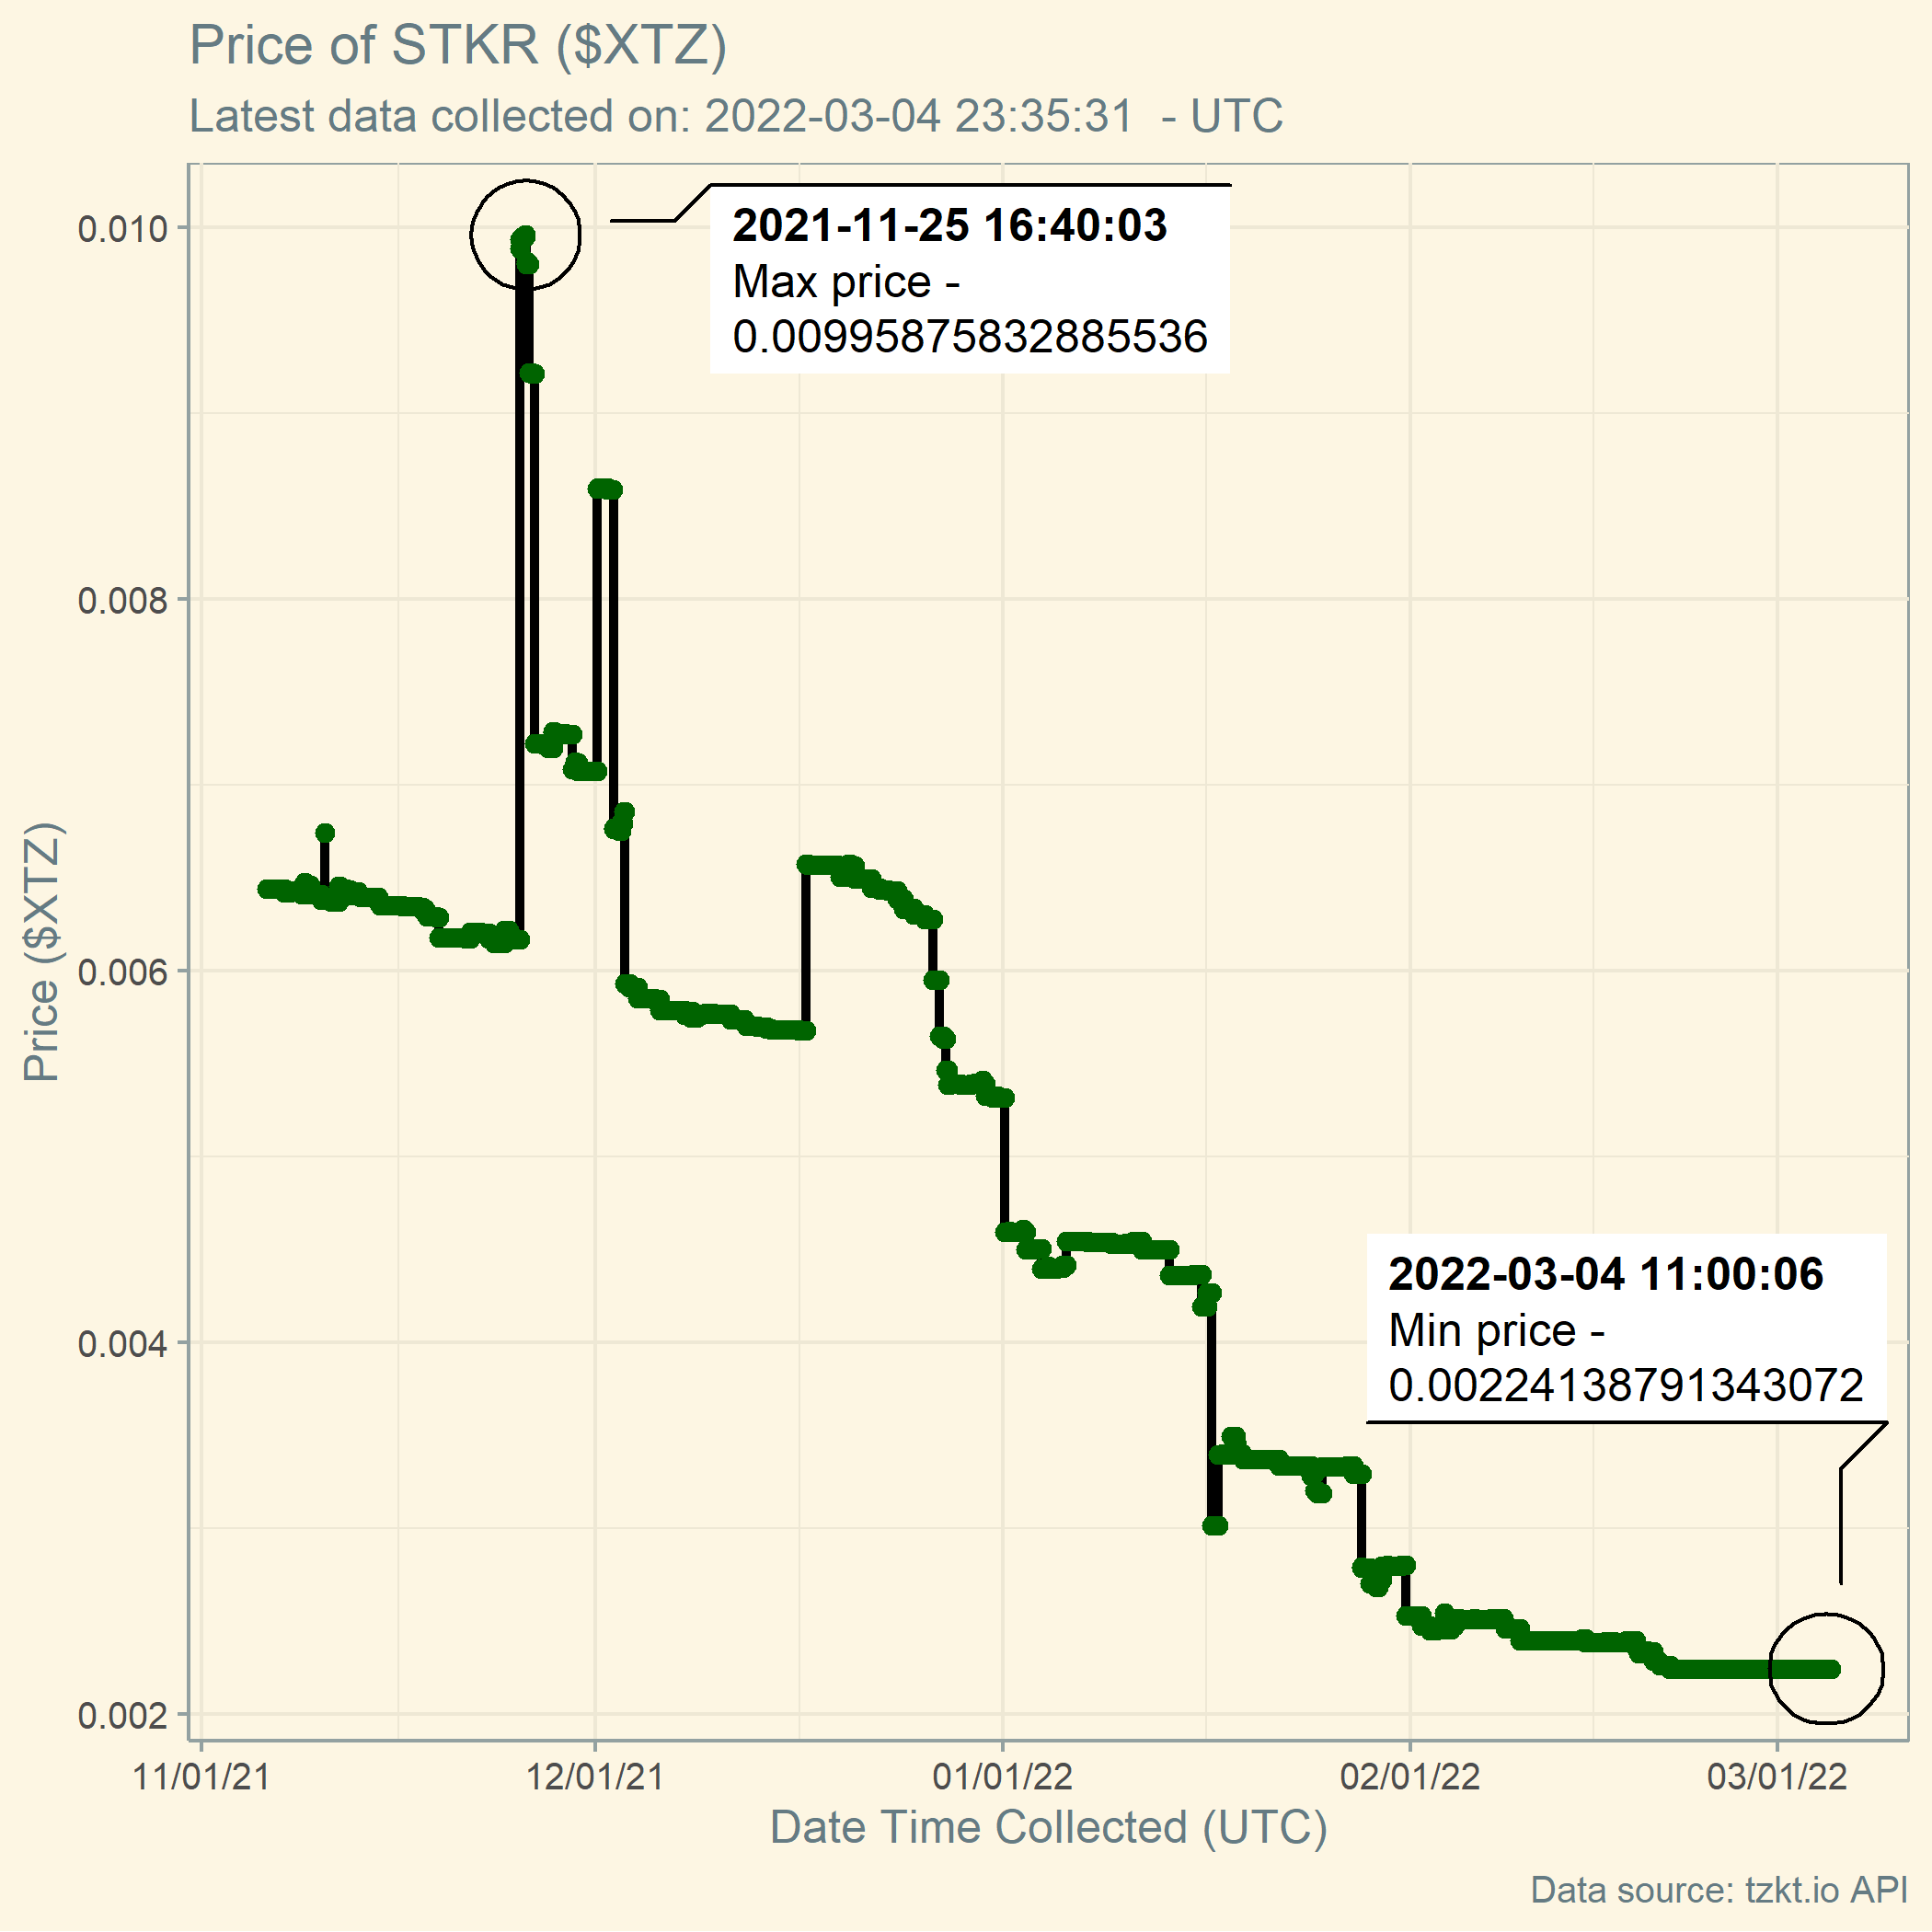 Price of STKR ($XTZ)
Latest data collected on: 2022-03-04 23:35:31  - UTC
2021-11-25 16:40:03
Max price -
0.00995875832885536
2022-03-04 11:00:06
Min price -
0.00224138791343072
Price ($XTZ)
0.010
0.008
0.006
0.004
0.002
11/01/21
12/01/21
01/01/22
02/01/22
03/01/22
Date Time Collected (UTC)
Data source: tzkt.io API